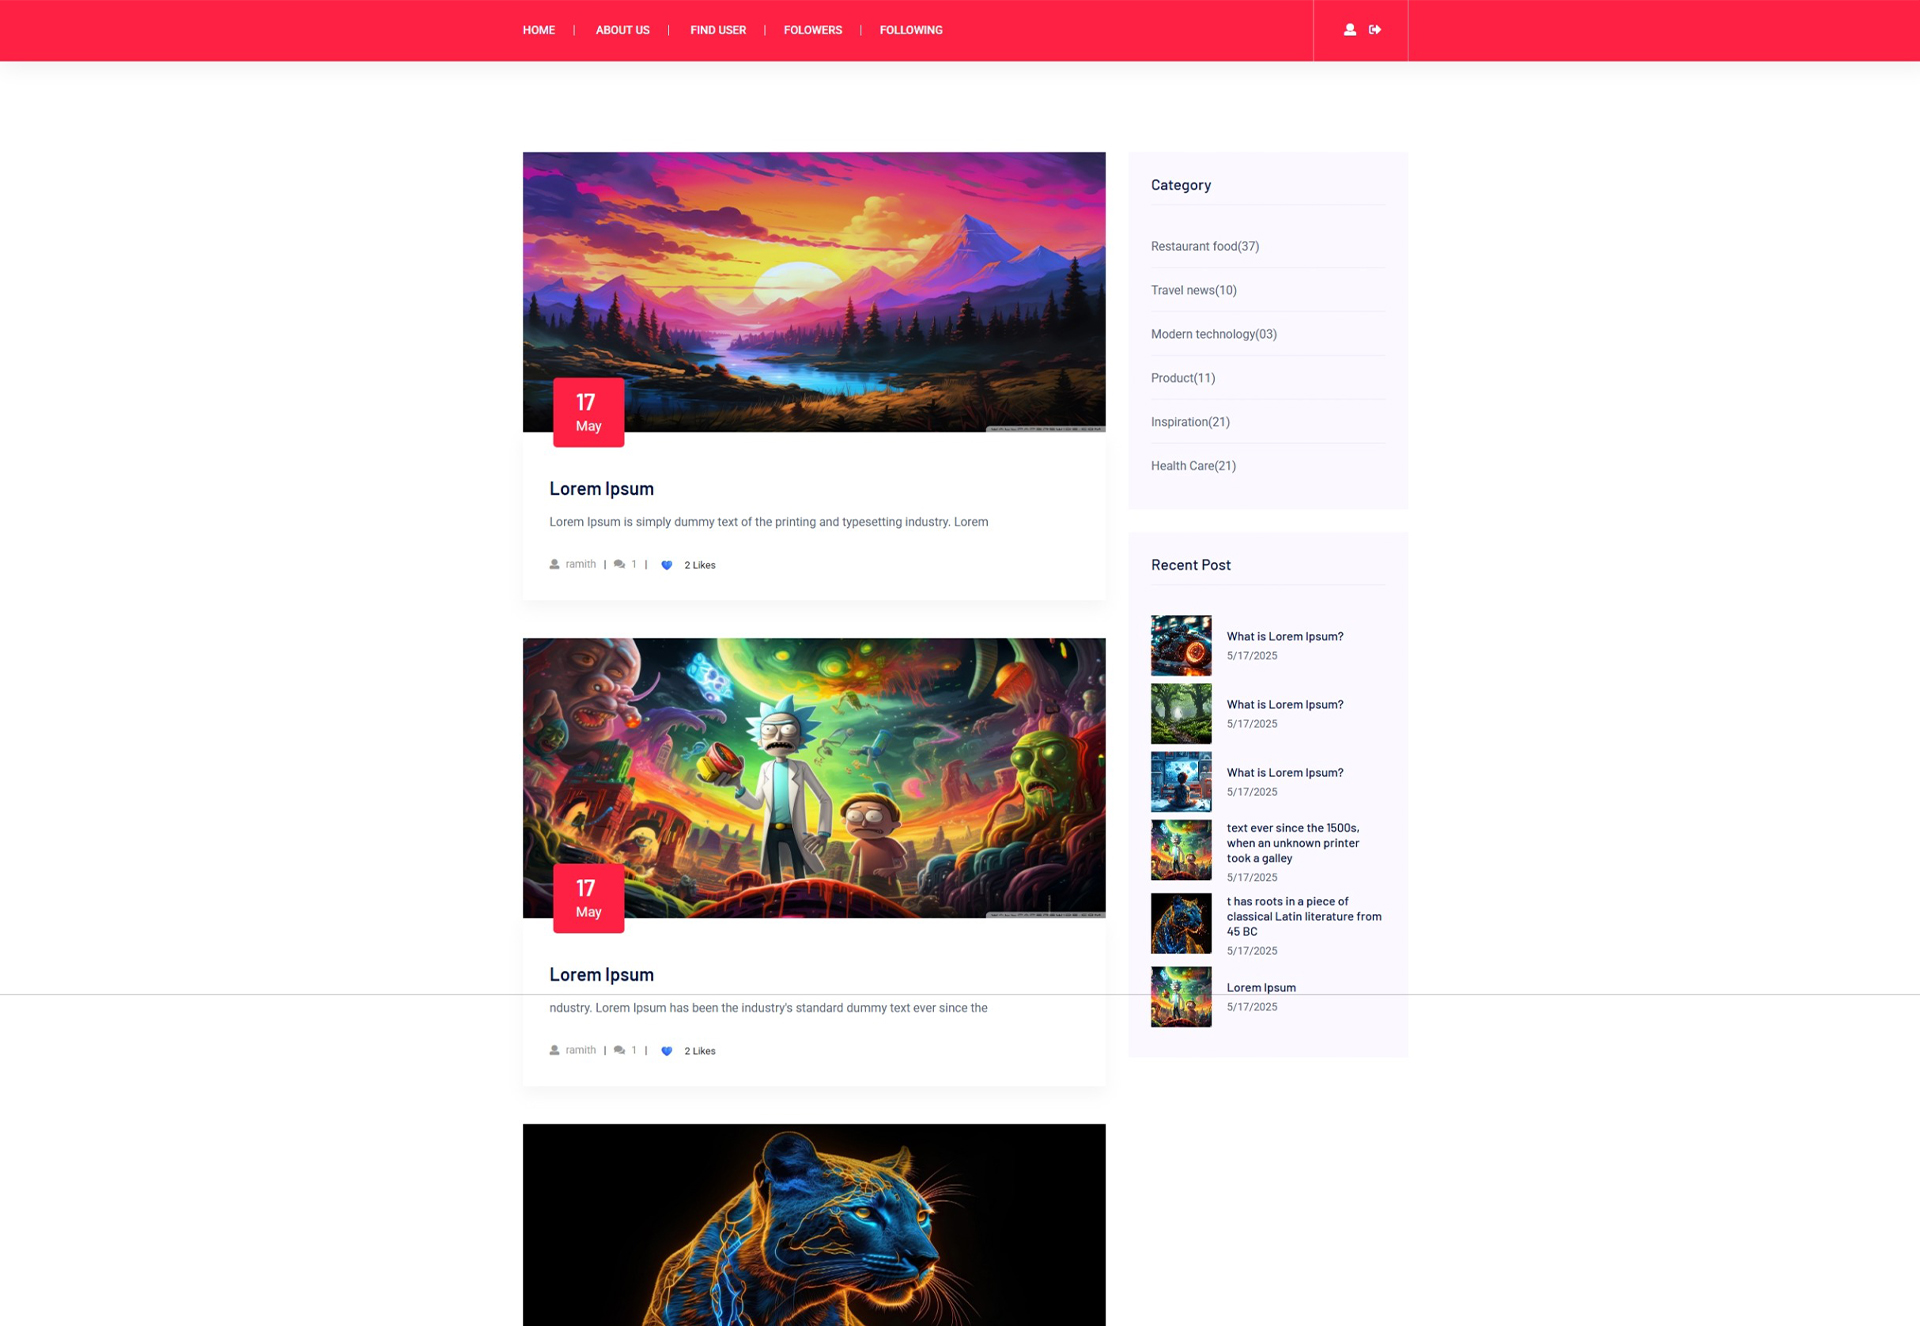 HOME | ABOUT US | FIND USER | FOLOWERS | FOLLOWING
17
May
Lorem Ipsum
Lorem Ipsum is simply dummy text of the printing and typesetting industry. Lorem
ramith | 1 | 2 Likes
17
May
Lorem Ipsum
ndustry. Lorem Ipsum has been the industry's standard dummy text ever since the
ramith | 1 | 2 Likes
Category
Restaurant food(37)
Travel news(10)
Modern technology(03)
Product(11)
Inspiration(21)
Health Care(21)
Recent Post
What is Lorem Ipsum?
5/17/2025
What is Lorem Ipsum?
5/17/2025
What is Lorem Ipsum?
5/17/2025
text ever since the 1500s,
when an unknown printer
took a galley
5/17/2025
t has roots in a piece of
classical Latin literature from
45 BC
5/17/2025
Lorem Ipsum
5/17/2025